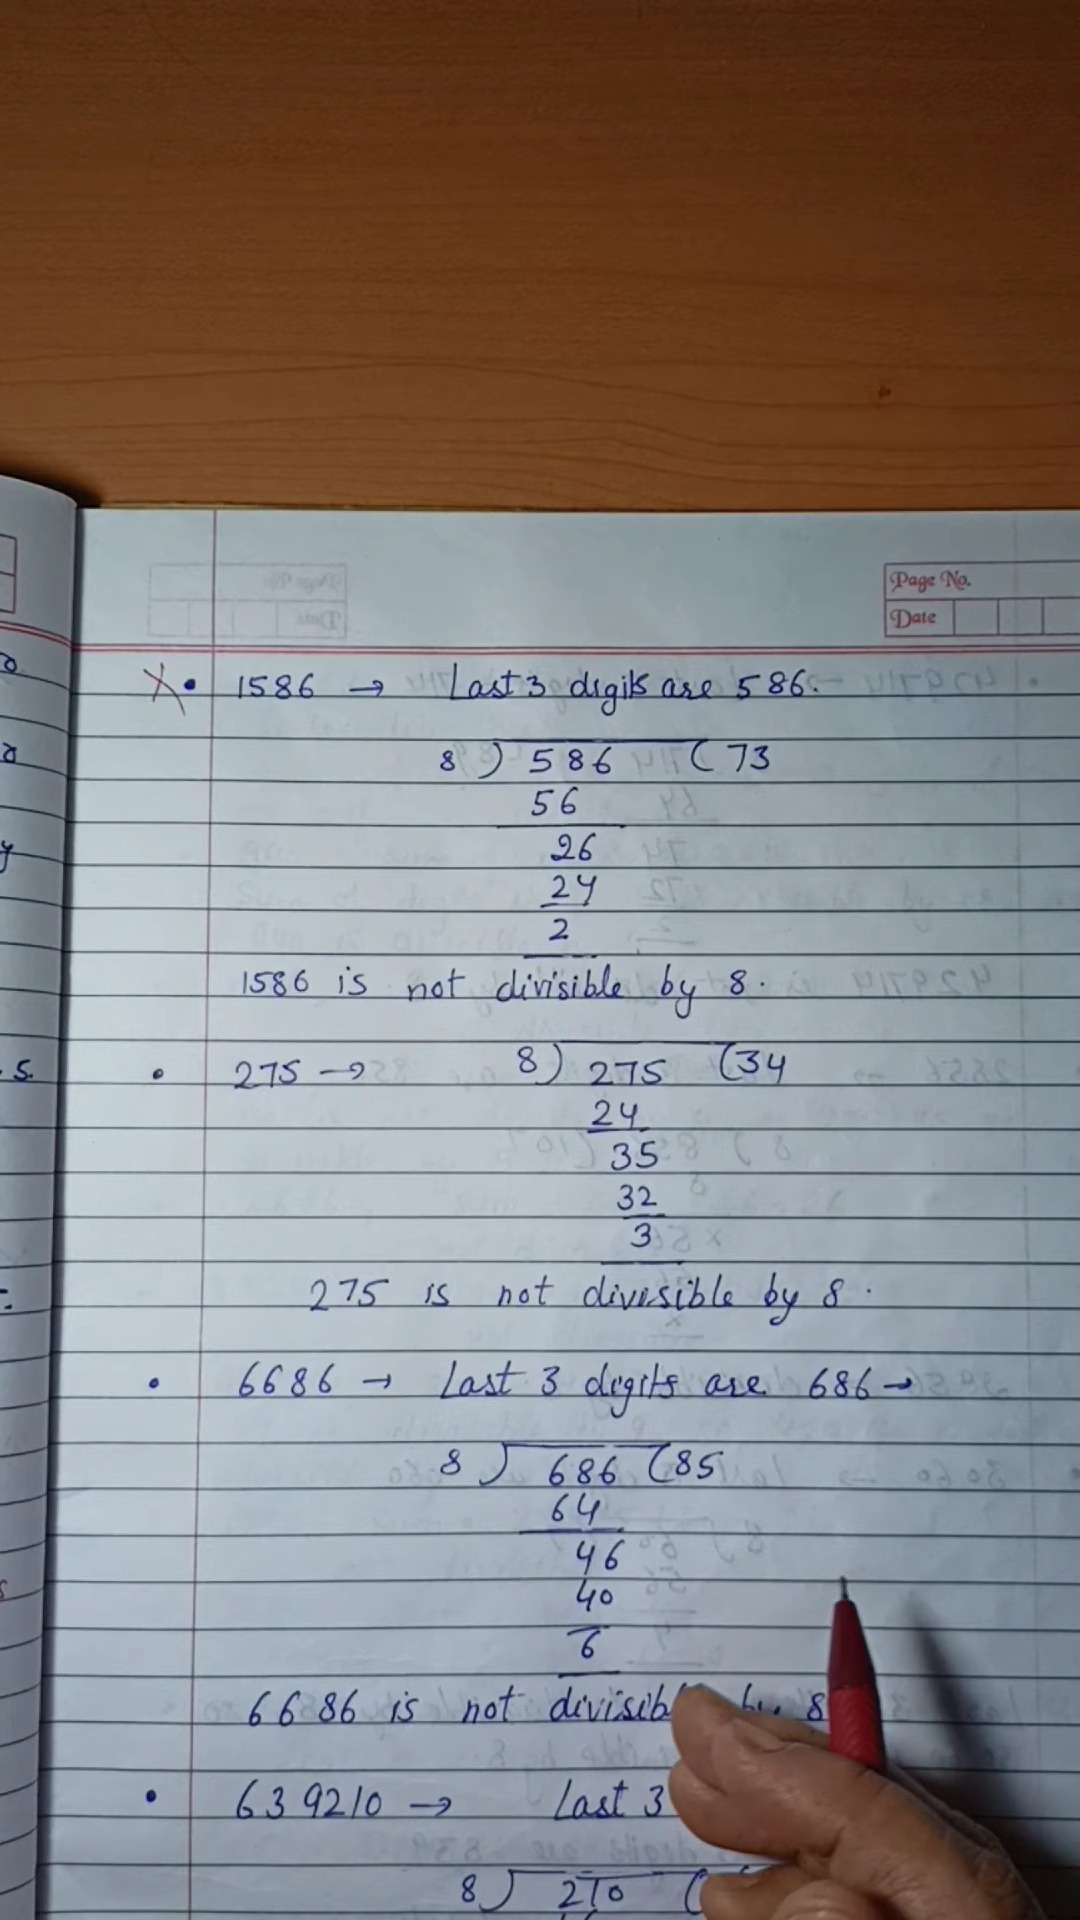 Page No.
Date
1586 → Last 3 digits are 586.
8) 586 (73
56
26
24
2
1586 is not divisible by 8.
275 → 8) 275 (34
24
35
32
3
275 is not divisible by 8.
6686 → Last 3 digits are 686 →
8) 686 (85
64
46
40
6
6686 is not by 8
639210 → Last 3
8) 210 (